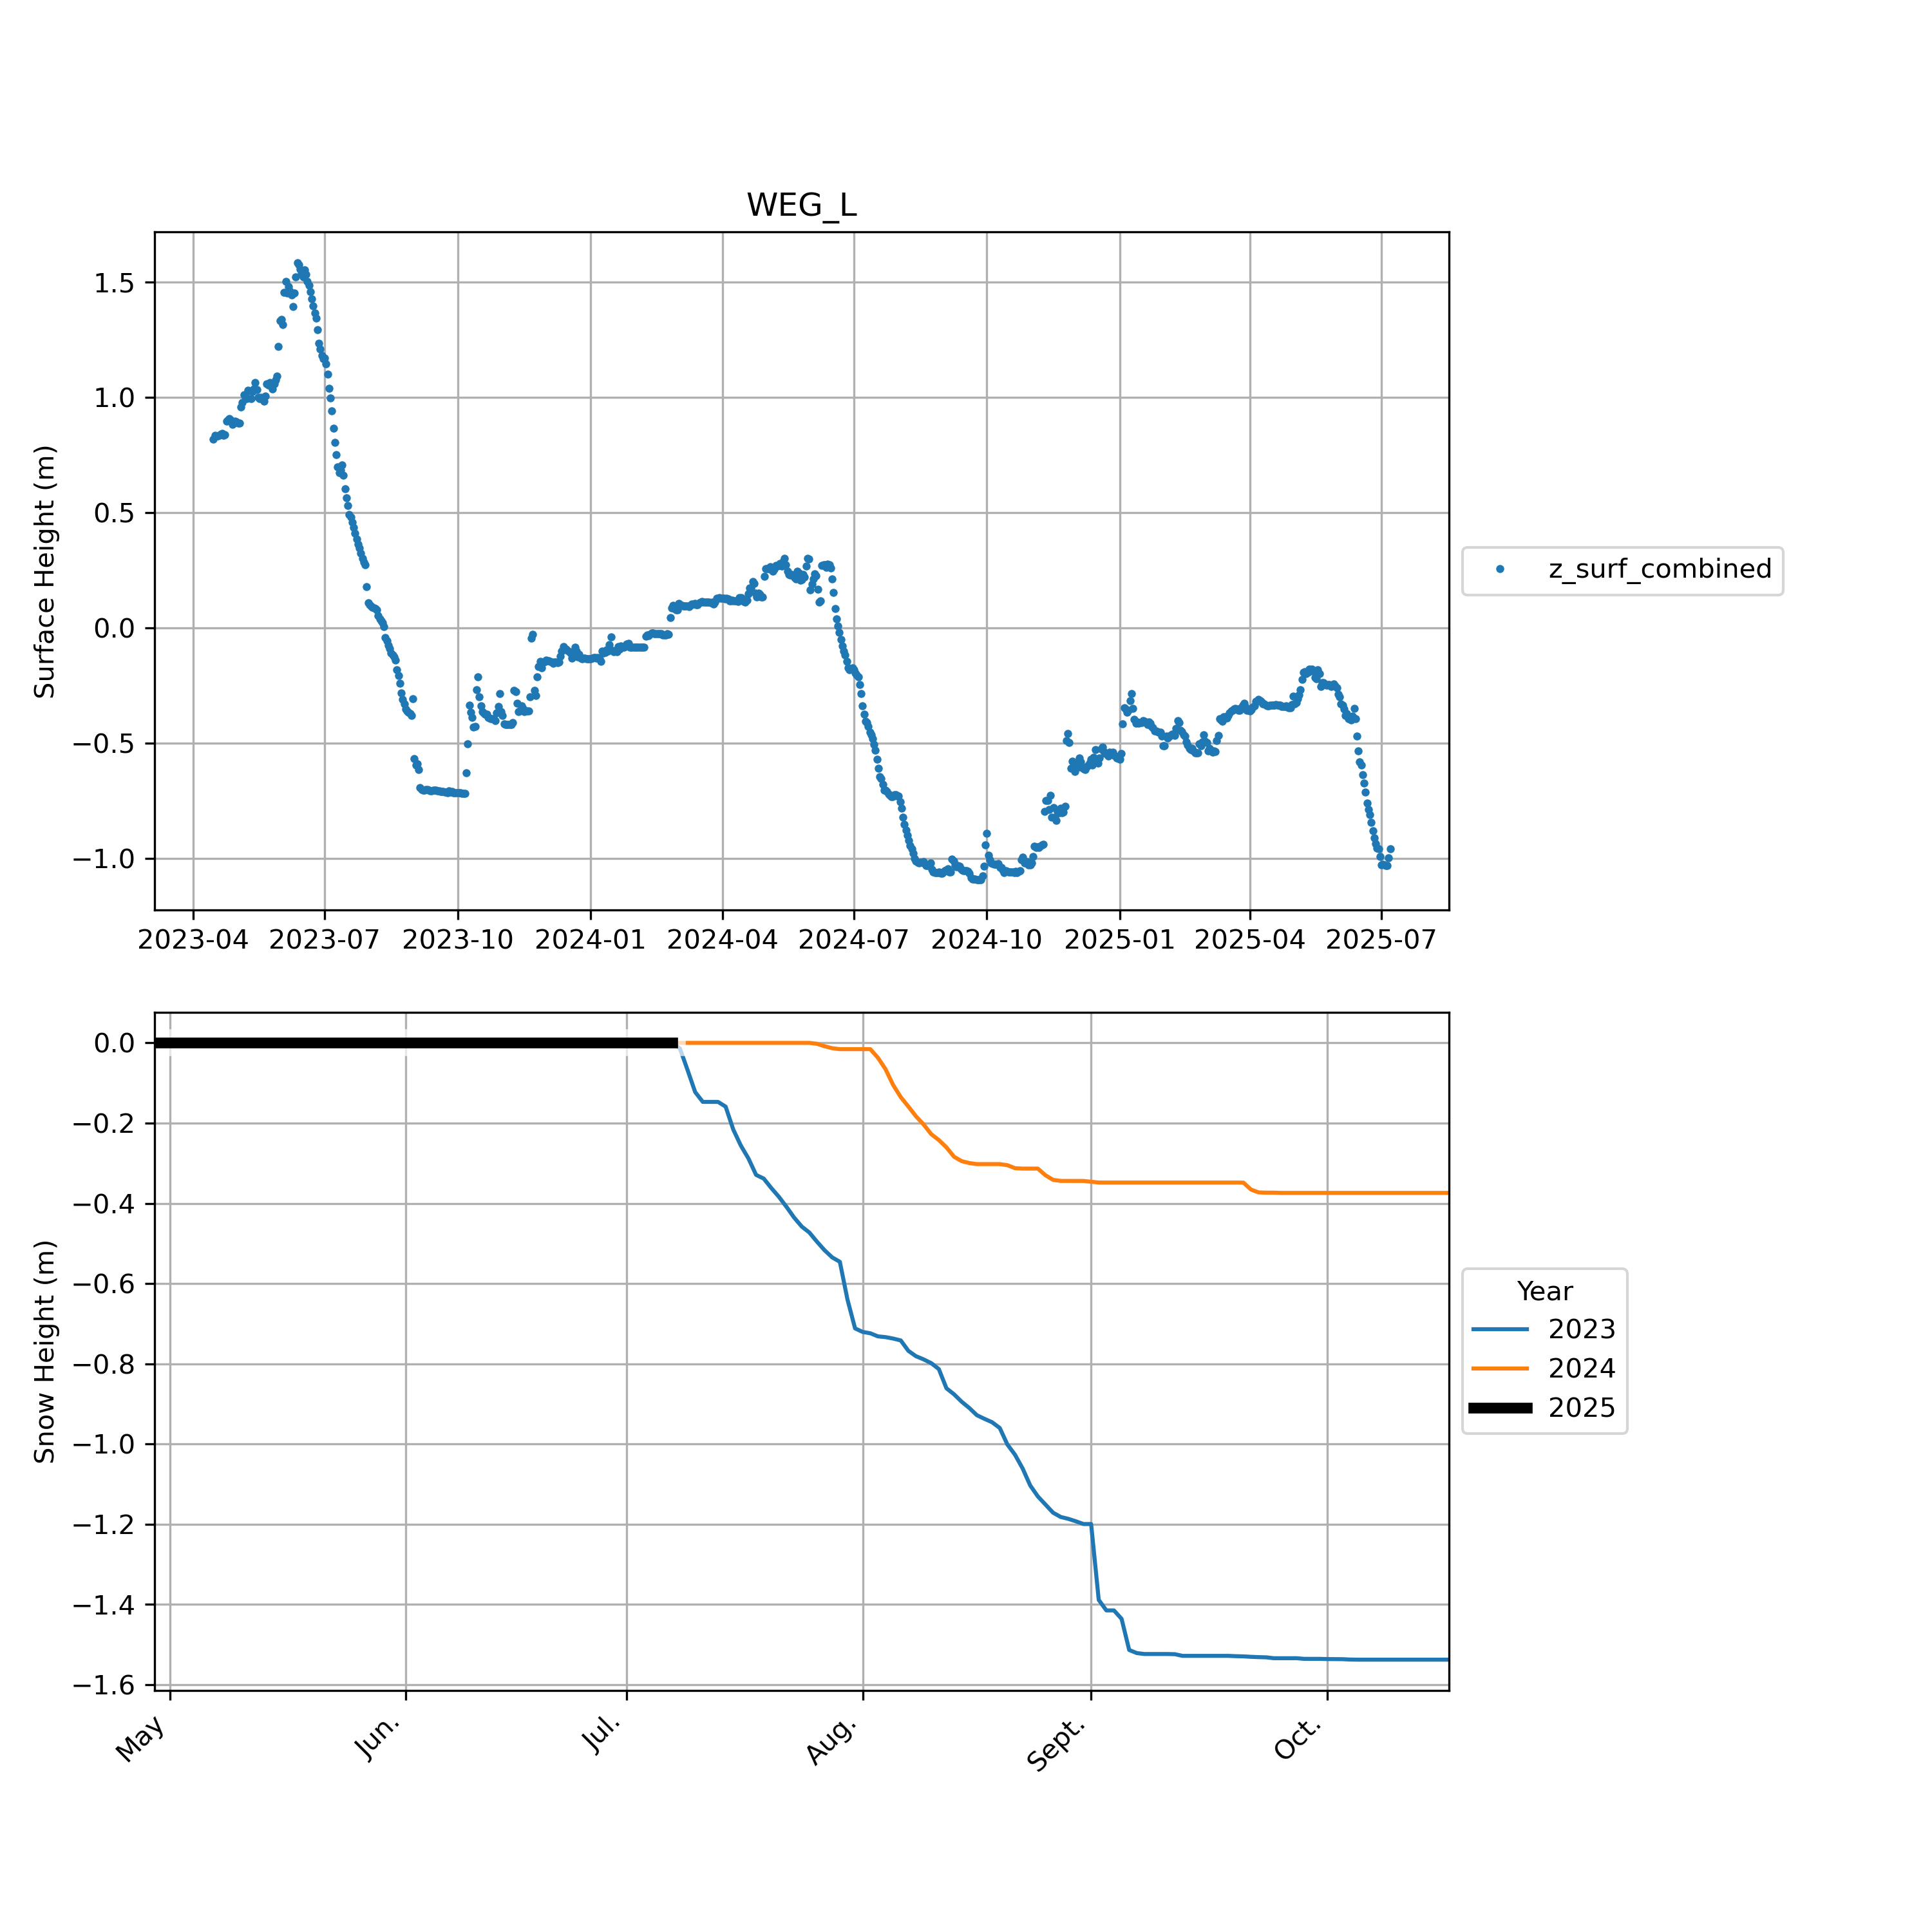 WEG_L
Surface Height (m)
1.5
1.0
0.5
0.0
−0.5
−1.0
2023-04 2023-07 2023-10 2024-01 2024-04 2024-07 2024-10 2025-01 2025-04 2025-07
z_surf_combined
Snow Height (m)
0.0
−0.2
−0.4
−0.6
−0.8
−1.0
−1.2
−1.4
−1.6
May Jun. Jul. Aug. Sept. Oct.
Year
2023
2024
2025